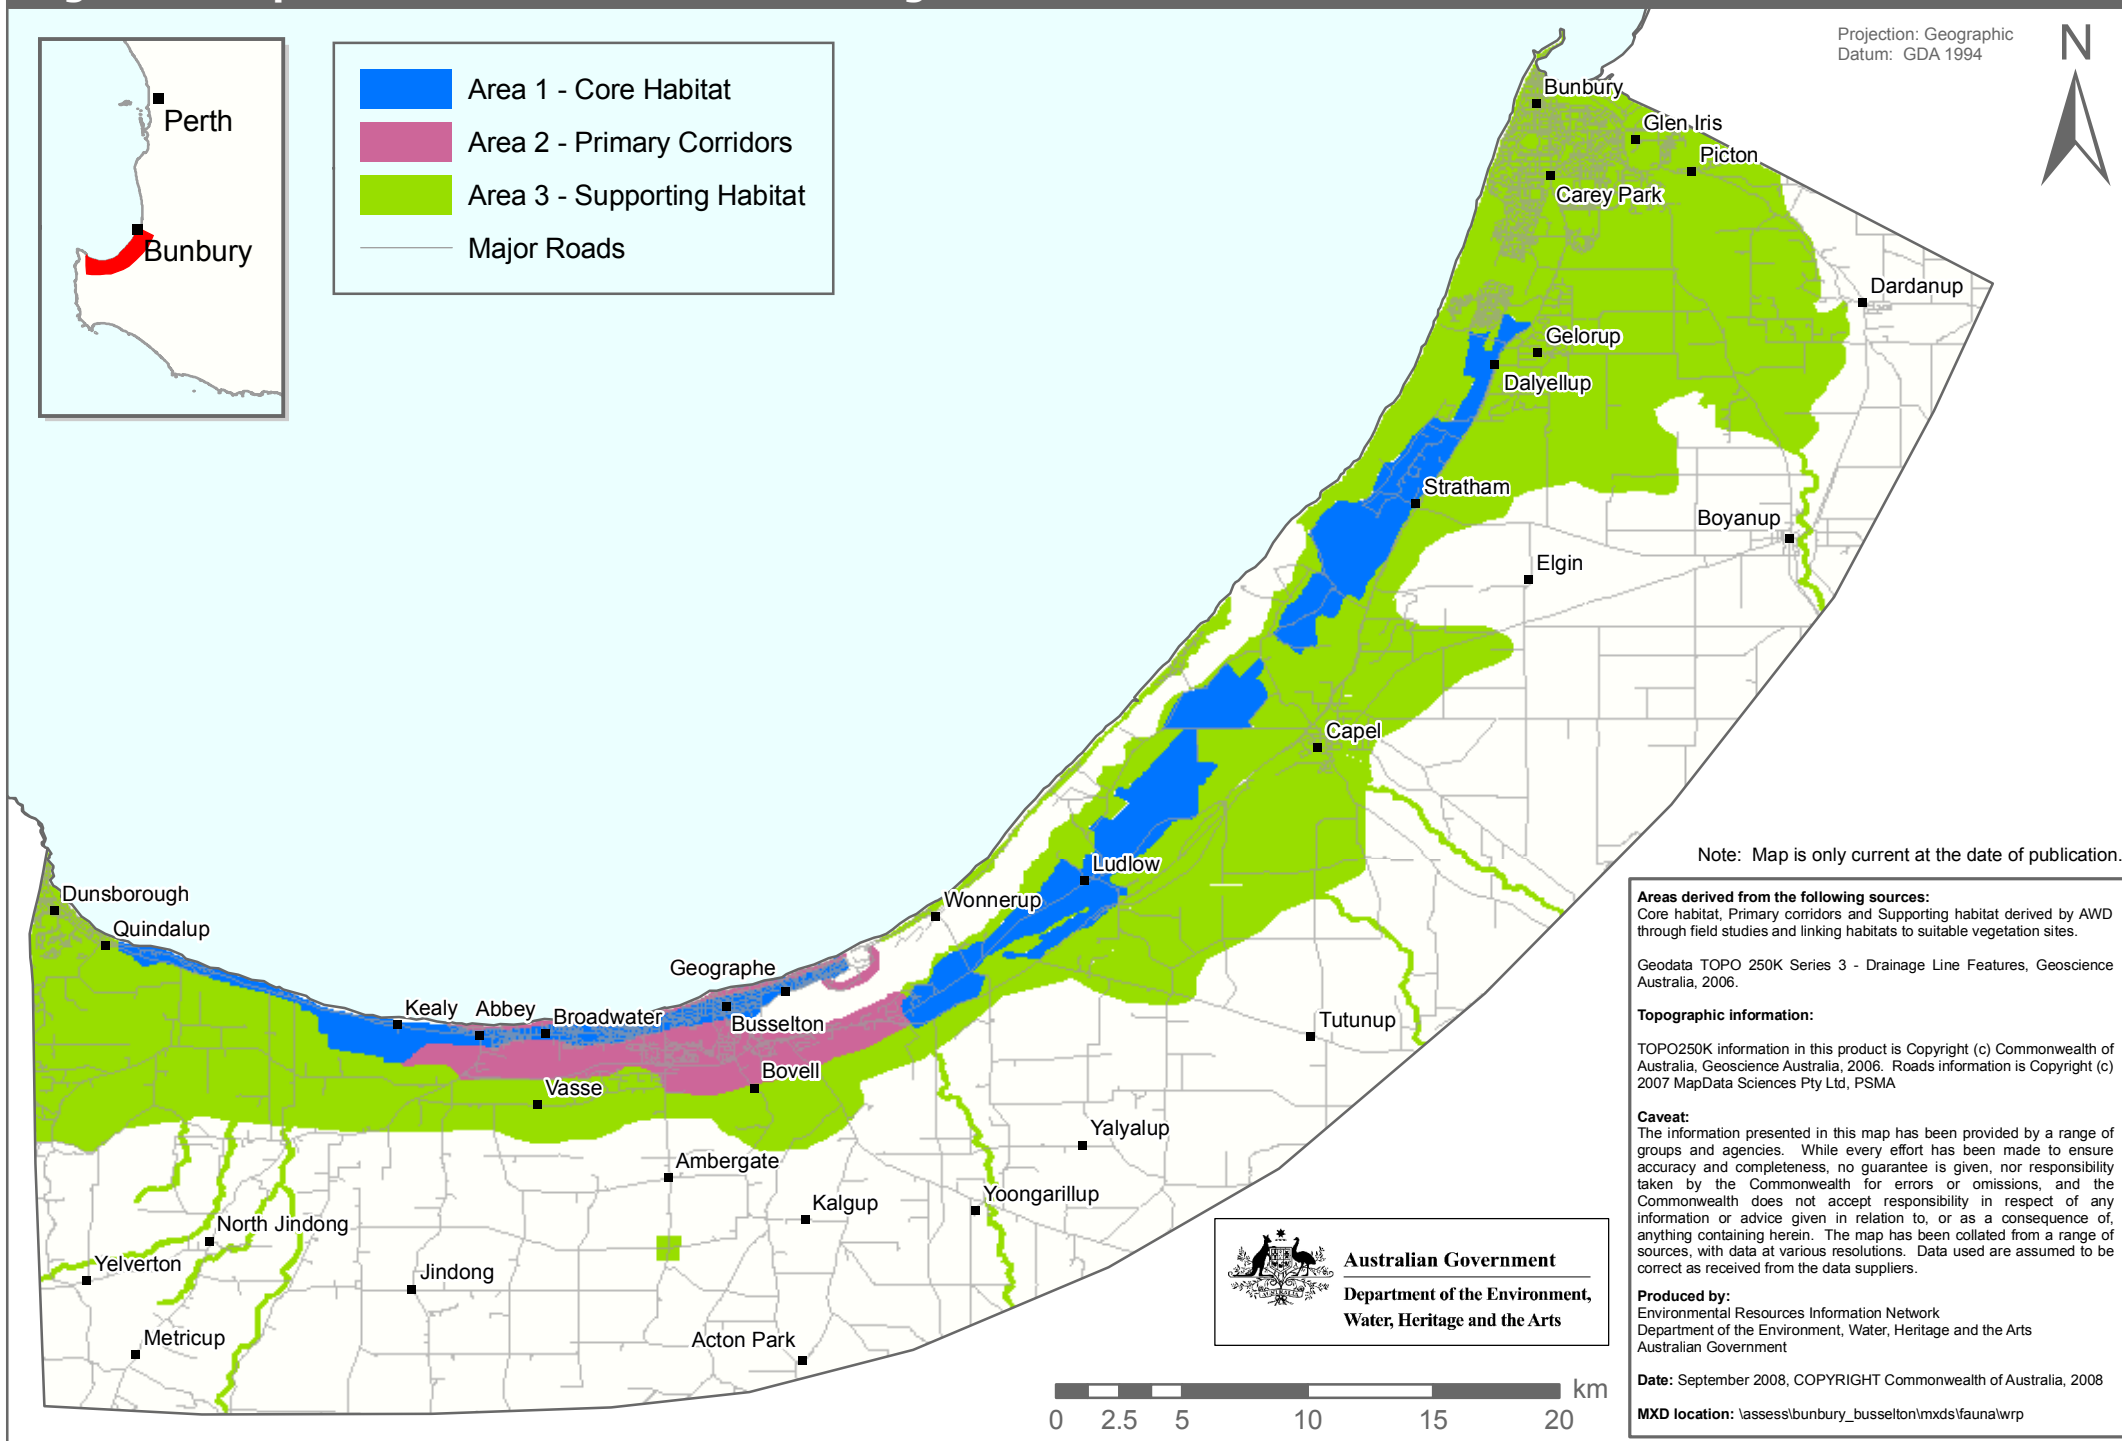 Projection: Geographic
Datum: GDA 1994
N
Perth
Bunbury
Area 1 - Core Habitat
Area 2 - Primary Corridors
Area 3 - Supporting Habitat
Major Roads
Bunbury
Glen Iris
Picton
Carey Park
Dardanup
Gelorup
Dalyellup
Stratham
Boyanup
Elgin
Capel
Ludlow
Wonnerup
Dunsborough
Quindalup
Geographe
Kealy
Abbey
Broadwater
Busselton
Bovell
Vasse
Tutunup
Yalyalup
Ambergate
Kalgup
Yoongarillup
North Jindong
Yelverton
Jindong
Metricup
Acton Park
Note: Map is only current at the date of publication.
Areas derived from the following sources:
Core habitat, Primary corridors and Supporting habitat derived by AWD
through field studies and linking habitats to suitable vegetation sites.
Geodata TOPO 250K Series 3 - Drainage Line Features, Geoscience
Australia, 2006.
Topographic information:
TOPO250K information in this product is Copyright (c) Commonwealth of
Australia, Geoscience Australia, 2006. Roads information is Copyright (c)
2007 MapData Sciences Pty Ltd, PSMA
Caveat:
The information presented in this map has been provided by a range of
groups and agencies. While every effort has been made to ensure
accuracy and completeness, no guarantee is given, nor responsibility
taken by the Commonwealth for errors or omissions, and the
Commonwealth does not accept responsibility in respect of any
information or advice given in relation to, or as a consequence of,
anything containing herein. The map has been collated from a range of
sources, with data at various resolutions. Data used are assumed to be
correct as received from the data suppliers.
Produced by:
Environmental Resources Information Network
Department of the Environment, Water, Heritage and the Arts
Australian Government
Date: September 2008, COPYRIGHT Commonwealth of Australia, 2008
MXD location: \assess\bunbury_busselton\mxds\fauna\wrp
AUSTRALIA
Australian Government
Department of the Environment,
Water, Heritage and the Arts
km
0 2.5 5 10 15 20